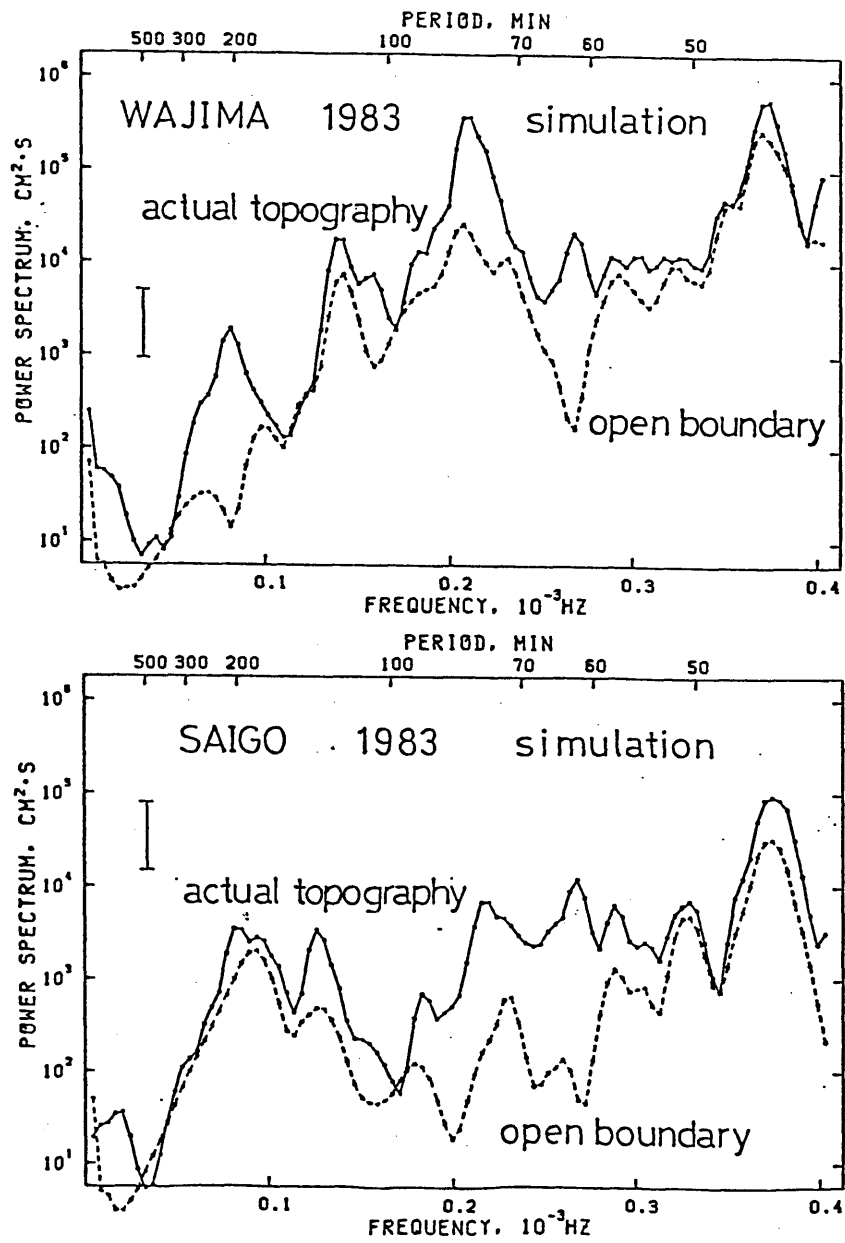 PERIOD, MIN
500 300 200 100 70 60 50
WAJIMA 1983 simulation
actual topography
open boundary
POWER SPECTRUM, CM²·S
10⁶
10⁵
10⁴
10³
10²
10¹
0.1 0.2 0.3 0.4
FREQUENCY, 10⁻³HZ
PERIOD, MIN
500 300 200 100 70 60 50
SAIGO 1983 simulation
actual topography
open boundary
POWER SPECTRUM, CM²·S
10⁶
10⁵
10⁴
10³
10²
10¹
0.1 0.2 0.3 0.4
FREQUENCY, 10⁻³HZ